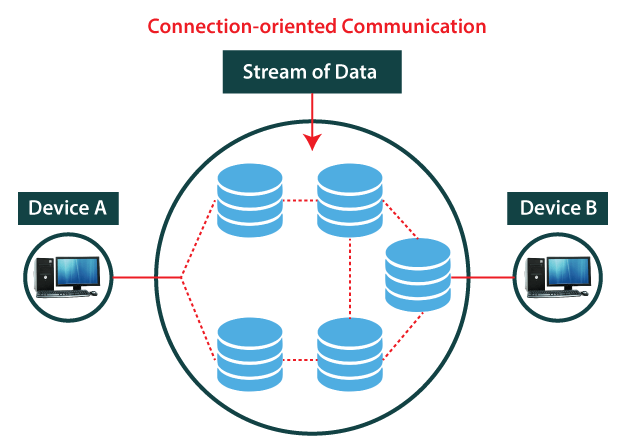 Connection-oriented Communication
Stream of Data
Device A
Device B